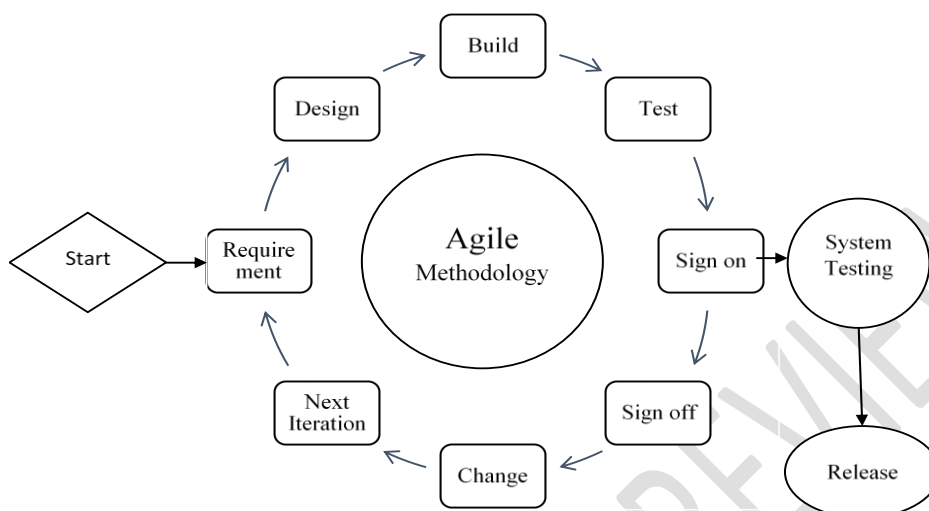 Build
Design
Test
Start
Require
ment
Agile
Methodology
Sign on
System
Testing
Next
Iteration
Sign off
Change
Release